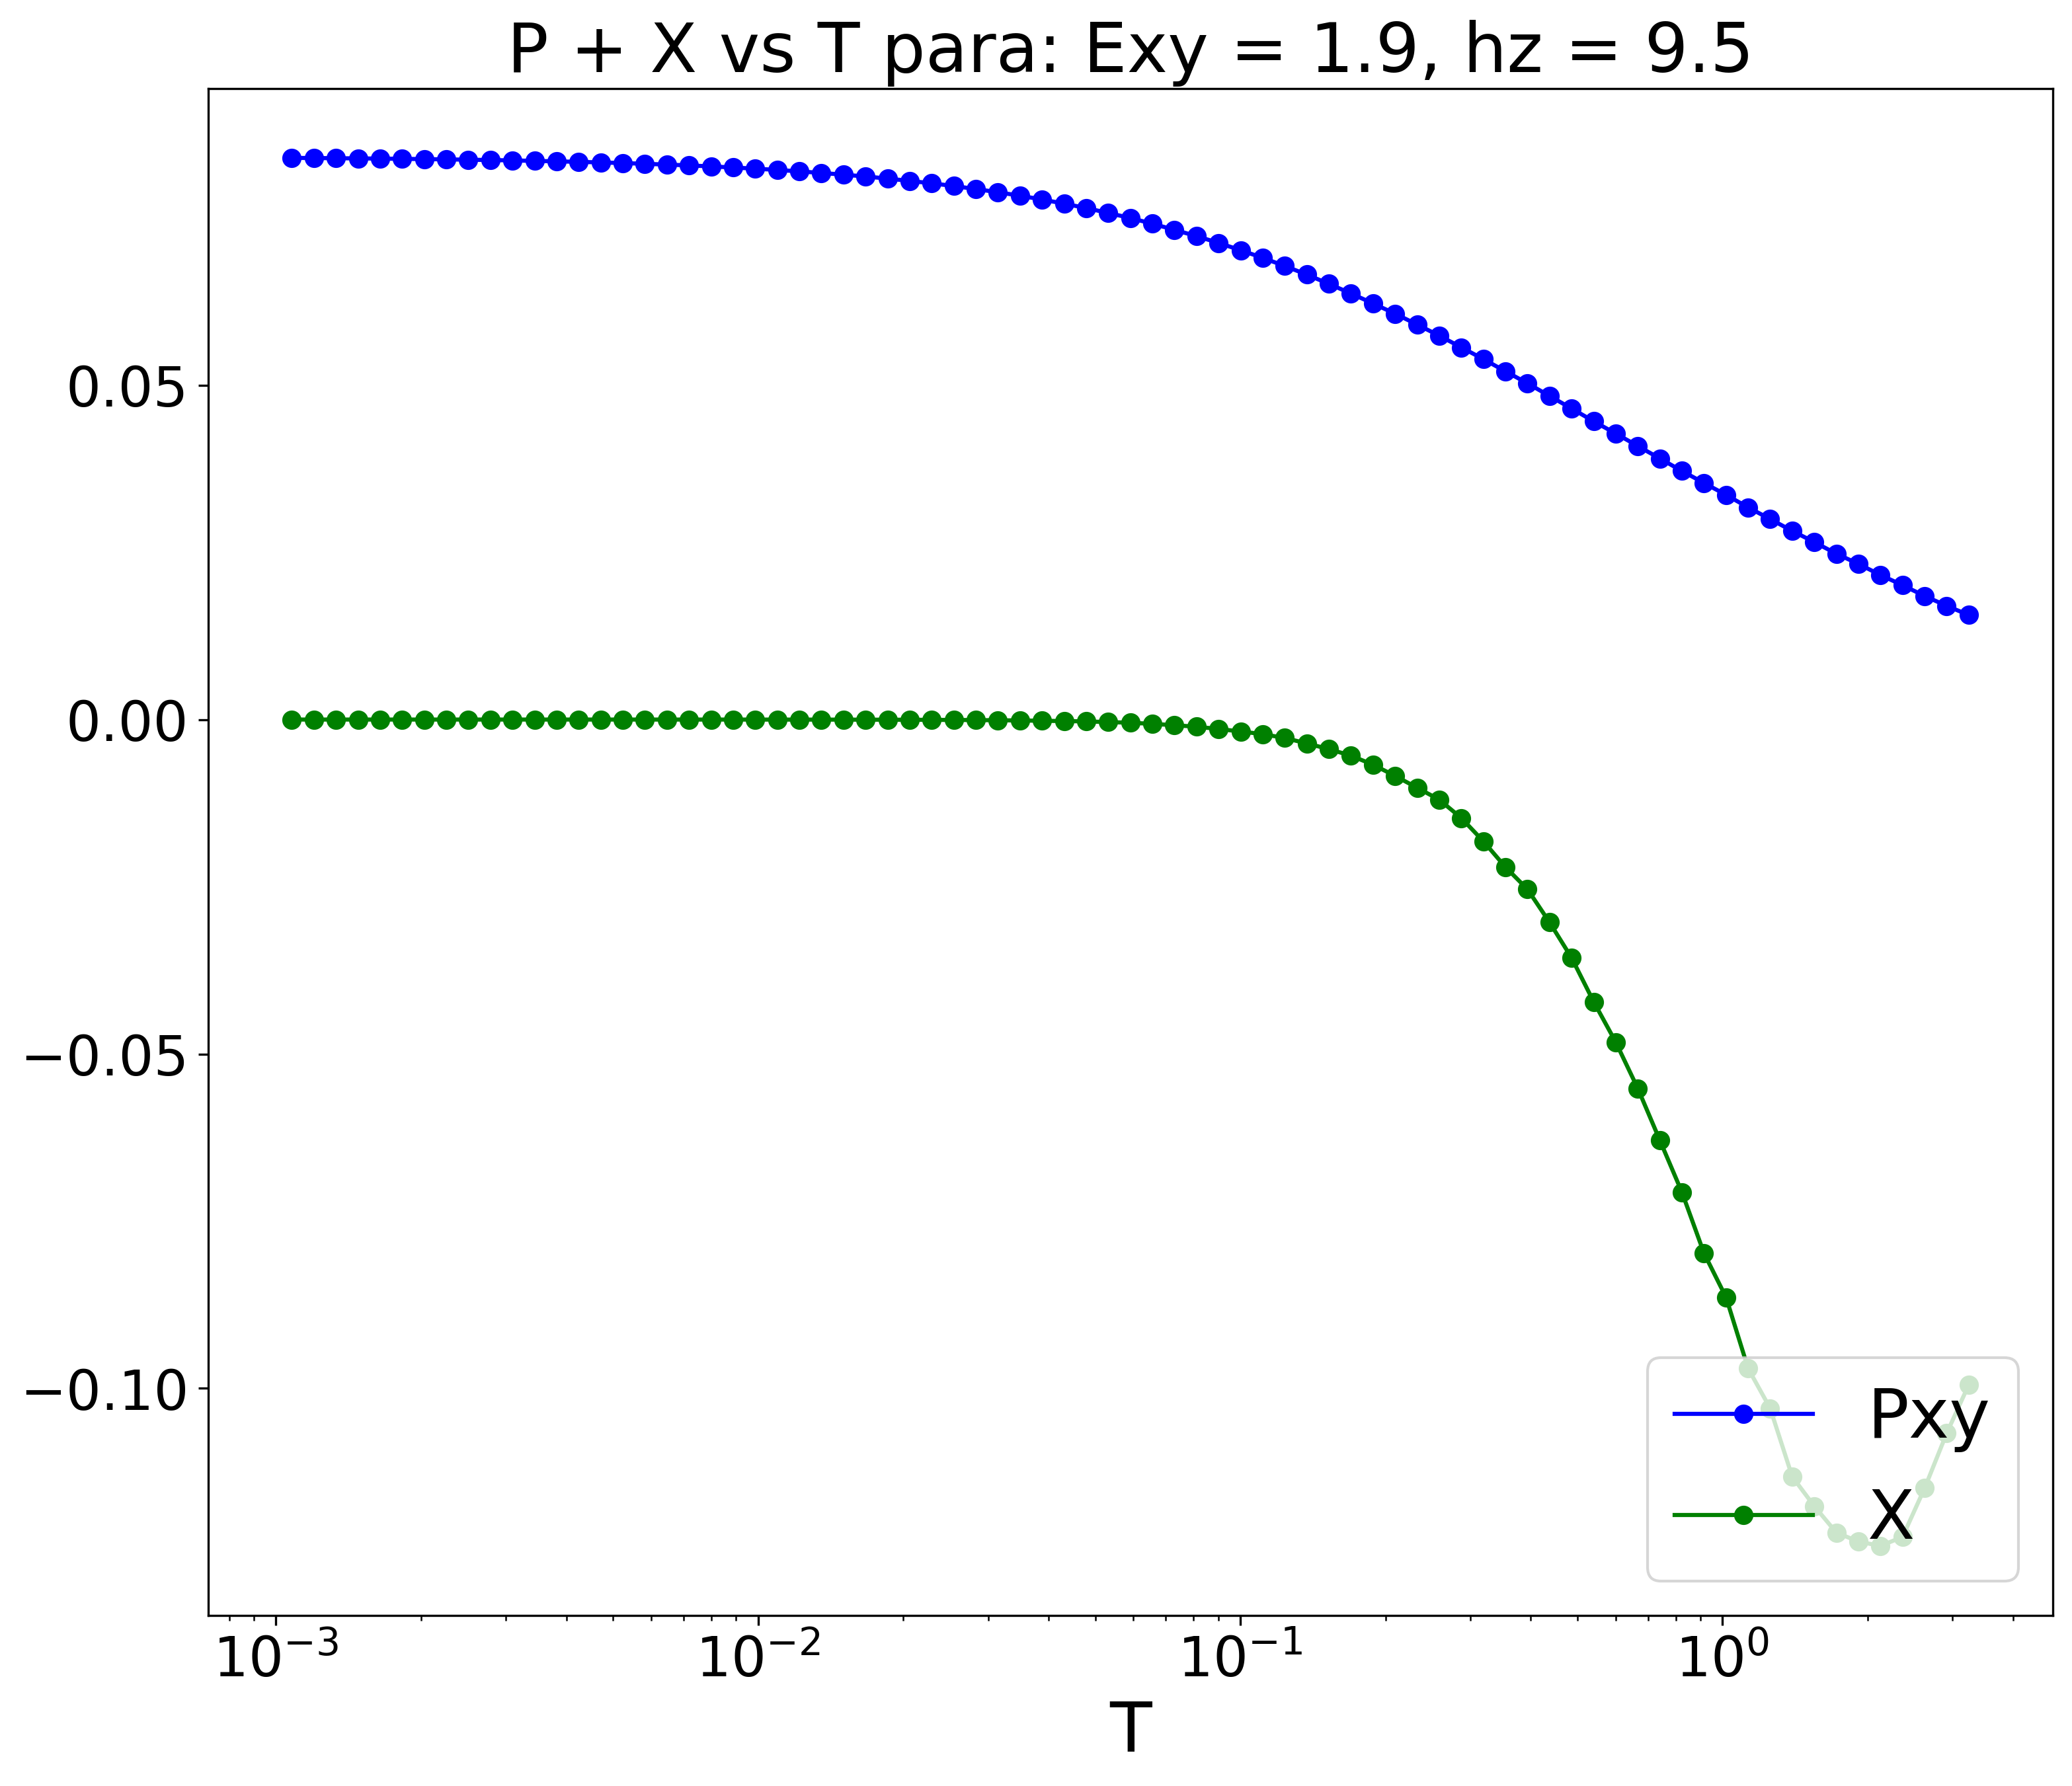 P + X vs T para: Exy = 1.9, hz = 9.5
0.05
0.00
−0.05
−0.10
Pxy
X
10⁻³ 10⁻² 10⁻¹ 10⁰
T